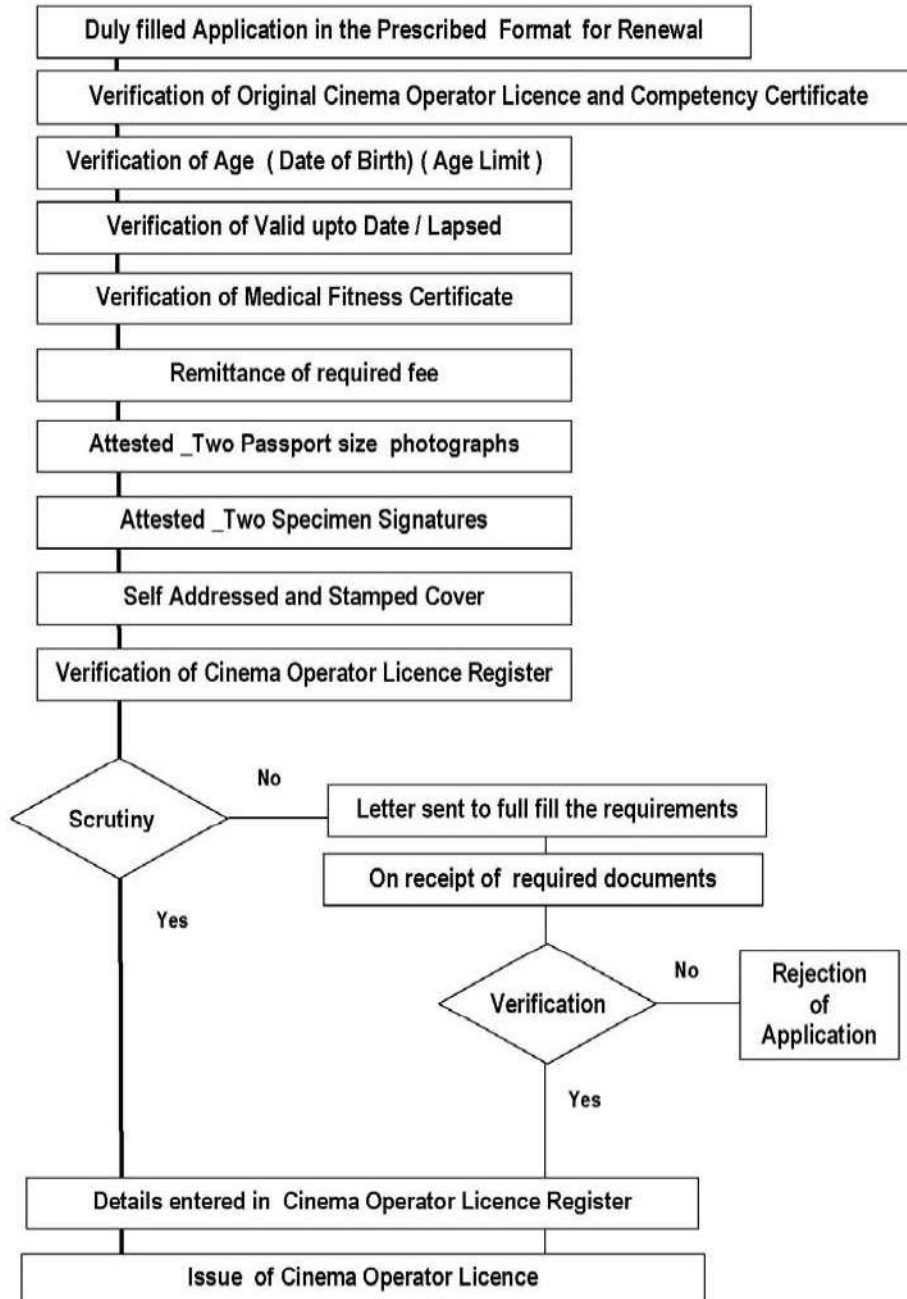 Duly filled Application in the Prescribed Format for Renewal
Verification of Original Cinema Operator Licence and Competency Certificate
Verification of Age ( Date of Birth) ( Age Limit )
Verification of Valid upto Date / Lapsed
Verification of Medical Fitness Certificate
Remittance of required fee
Attested _Two Passport size photographs
Attested _Two Specimen Signatures
Self Addressed and Stamped Cover
Verification of Cinema Operator Licence Register
Scrutiny
No
Letter sent to full fill the requirements
On receipt of required documents
Yes
Verification
No
Rejection
of
Application
Yes
Details entered in Cinema Operator Licence Register
Issue of Cinema Operator Licence